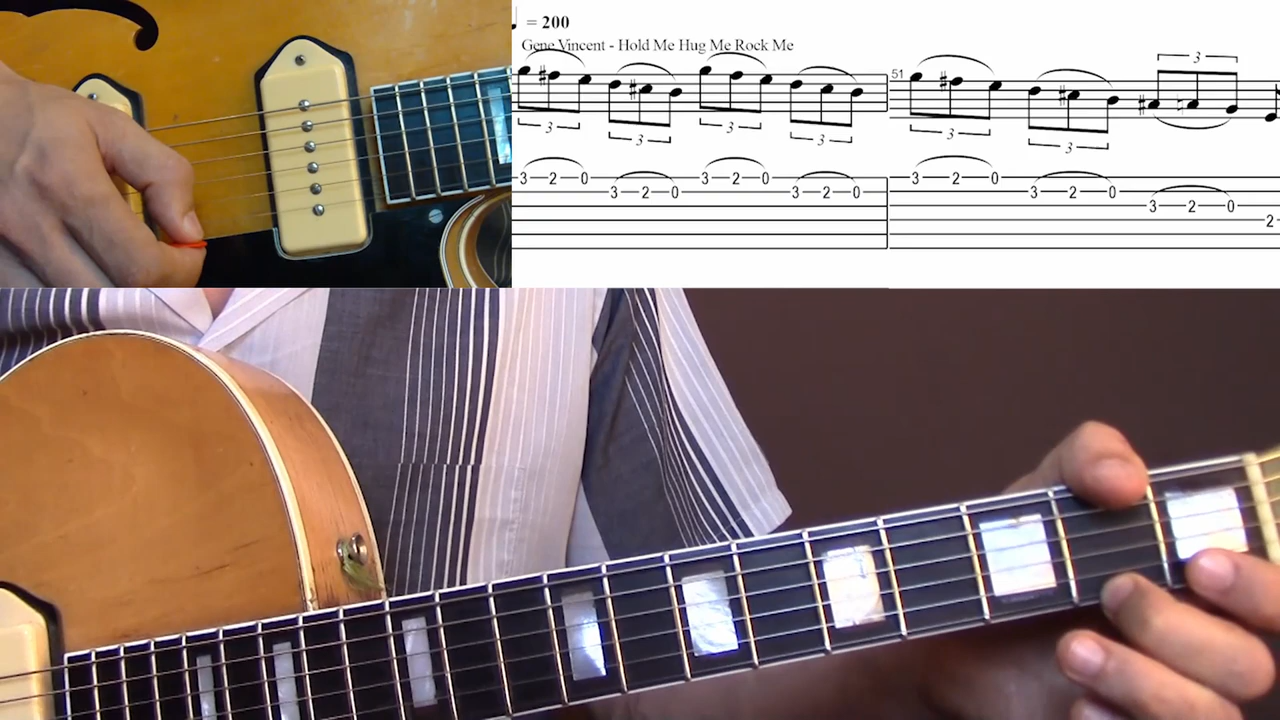 = 200
Gene Vincent - Hold Me Hug Me Rock Me
3 3 3 3 51 3 3 3
3 2 0 3 2 0 3 2 0
3 2 0 3 2 0 3 2 0
3 2 0
2